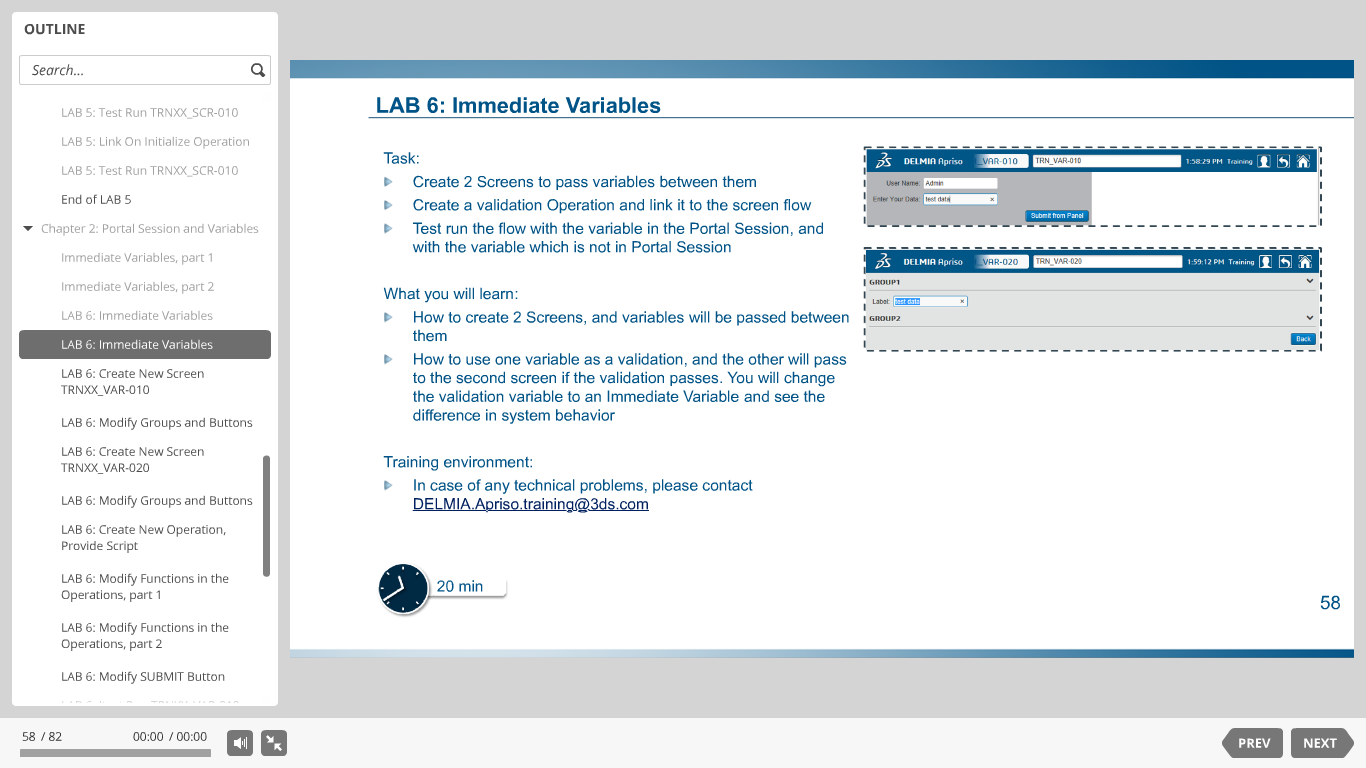 OUTLINE
Search...
LAB 5: Test Run TRNXX_SCR-010
LAB 5: Link On Initialize Operation
LAB 5: Test Run TRNXX_SCR-010
End of LAB 5
Chapter 2: Portal Session and Variables
Immediate Variables, part 1
Immediate Variables, part 2
LAB 6: Immediate Variables
LAB 6: Immediate Variables
LAB 6: Create New Screen
TRNXX_VAR-010
LAB 6: Modify Groups and Buttons
LAB 6: Create New Screen
TRNXX_VAR-020
LAB 6: Modify Groups and Buttons
LAB 6: Create New Operation,
Provide Script
LAB 6: Modify Functions in the
Operations, part 1
LAB 6: Modify Functions in the
Operations, part 2
LAB 6: Modify SUBMIT Button
LAB 6: Immediate Variables
Task:
Create 2 Screens to pass variables between them
Create a validation Operation and link it to the screen flow
Test run the flow with the variable in the Portal Session, and
with the variable which is not in Portal Session
What you will learn:
How to create 2 Screens, and variables will be passed between
them
How to use one variable as a validation, and the other will pass
to the second screen if the validation passes. You will change
the validation variable to an Immediate Variable and see the
difference in system behavior
Training environment:
In case of any technical problems, please contact
DELMIA.Apriso.training@3ds.com
20 min
DELMIA Apriso _VAR-010 TRN_VAR-010 1:58:29 PM Training
User Name: Admin
Enter Your Data: test data ×
Submit from Panel
DELMIA Apriso _VAR-020 TRN_VAR-020 1:59:12 PM Training
GROUP1
Label: test data ×
GROUP2
Back
58
58 / 82 00:00 / 00:00
PREV NEXT